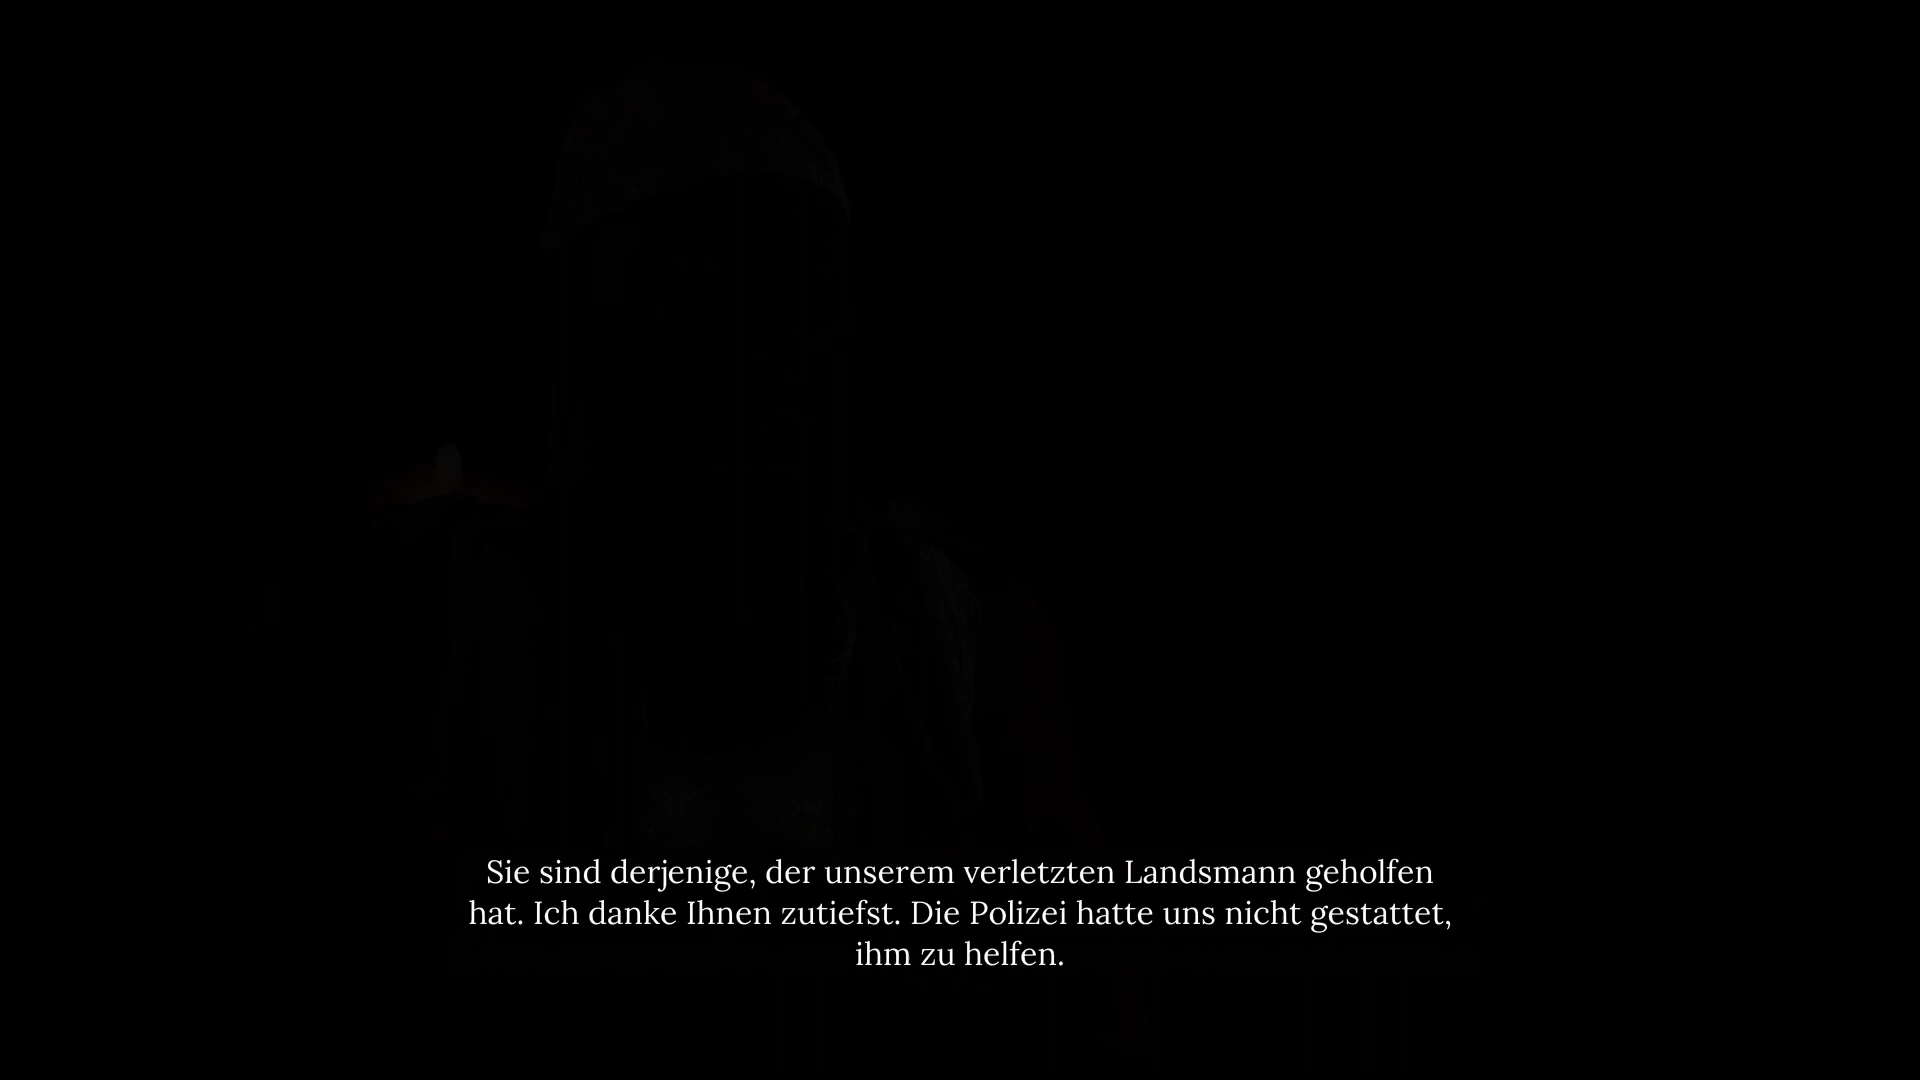 Sie sind derjenige, der unserem verletzten Landsmann geholfen
hat. Ich danke Ihnen zutiefst. Die Polizei hatte uns nicht gestattet,
ihm zu helfen.